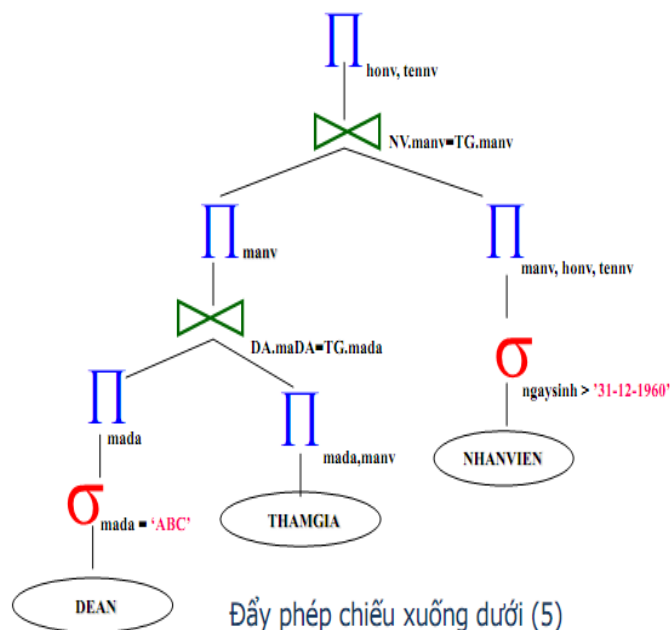 ∏ honv, tennv
NV.manv=TG.manv
∏ manv
∏ manv, honv, tennv
DA.maDA=TG.mada
σ ngaysinh > '31-12-1960'
∏ mada
∏ mada,manv
NHANVIEN
σ mada = ‘ABC’
THAMGIA
DEAN
Đẩy phép chiếu xuống dưới (5)